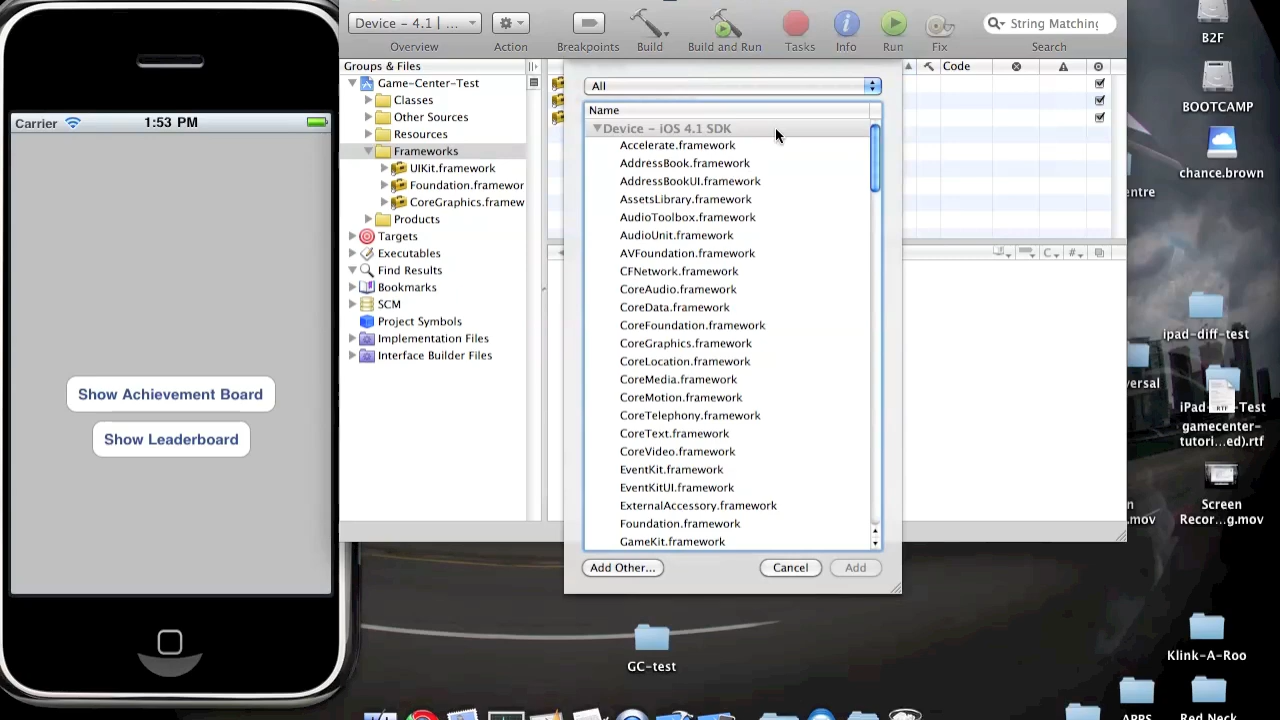 Carrier
1:53 PM
Show Achievement Board
Show Leaderboard
Device - 4.1 | ...
Overview
Action
Breakpoints
Build
Build and Run
Tasks
Info
Run
Fix
String Matching
Search
Groups & Files
Code
Game-Center-Test
Classes
Other Sources
Resources
Frameworks
UIKit.framework
Foundation.framewor
CoreGraphics.framew
Products
Targets
Executables
Find Results
Bookmarks
SCM
Project Symbols
Implementation Files
Interface Builder Files
All
Name
Device - iOS 4.1 SDK
Accelerate.framework
AddressBook.framework
AddressBookUI.framework
AssetsLibrary.framework
AudioToolbox.framework
AudioUnit.framework
AVFoundation.framework
CFNetwork.framework
CoreAudio.framework
CoreData.framework
CoreFoundation.framework
CoreGraphics.framework
CoreLocation.framework
CoreMedia.framework
CoreMotion.framework
CoreTelephony.framework
CoreText.framework
CoreVideo.framework
EventKit.framework
EventKitUI.framework
ExternalAccessory.framework
Foundation.framework
GameKit.framework
Add Other...
Cancel
Add
C
#
B2F
BOOTCAMP
chance.brown
entre
ipad-diff-test
versal
iPad-Test
gamecenter-
tutori...ed).rtf
n
.mov
Screen
Recor...g.mov
GC-test
Klink-A-Roo
APPS
Red Neck